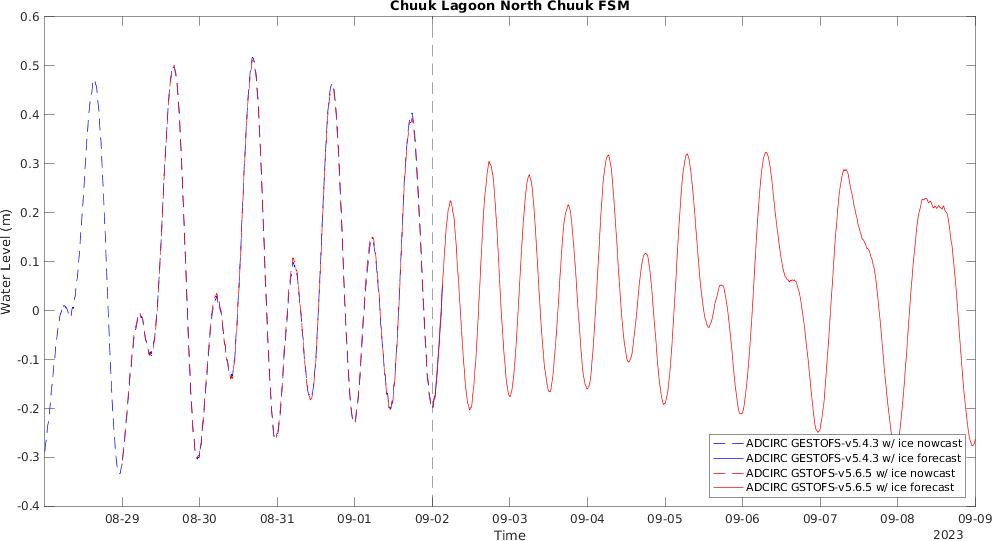 Chuuk Lagoon North Chuuk FSM
0.6
0.5
0.4
0.3
0.2
0.1
0
-0.1
-0.2
-0.3
-0.4
Water Level (m)
ADCIRC GESTOFS-v5.4.3 w/ ice nowcast
ADCIRC GESTOFS-v5.4.3 w/ ice forecast
ADCIRC GSTOFS-v5.6.5 w/ ice nowcast
ADCIRC GSTOFS-v5.6.5 w/ ice forecast
08-29 08-30 08-31 09-01 09-02 09-03 09-04 09-05 09-06 09-07 09-08 09-09
Time
2023